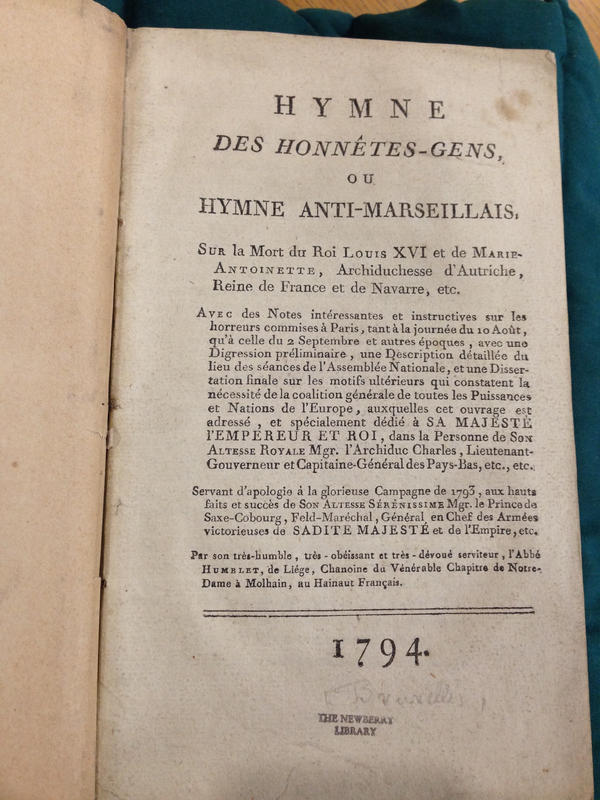 HYMNE
DES HONNÊTES-GENS,
OU
HYMNE ANTI-MARSEILLAIS,
SUR la Mort du Roi LOUIS XVI et de MARIE-
ANTOINETTE, Archiduchesse d'Autriche,
Reine de France et de Navarre, etc.
AVEC des Notes intéressantes et instructives sur les
horreurs commises à Paris, tant à la journée du 10 Août,
qu'à celle du 2 Septembre et autres époques, avec une
Digression préliminaire, une Description détaillée du
lieu des séances de l'Assemblée Nationale, et une Disser-
tation finale sur les motifs ultérieurs qui constatent la
nécessité de la coalition générale de toutes les Puissances
et Nations de l'Europe, auxquelles cet ouvrage est
adressé, et spécialement dédié à SA MAJESTÉ
l'EMPEREUR ET ROI, dans la Personne de SON
ALTESSE ROYALE Mgr. l'Archiduc Charles, Lieutenant-
Gouverneur et Capitaine-Général des Pays-Bas, etc., etc.
Servant d'apologie à la glorieuse Campagne de 1793, aux hauts
faits et succès de SON ALTESSE SÉRÉNISSIME Mgr. le Prince de
Saxe-Cobourg, Feld-Maréchal, Général en Chef des Armées
victorieuses de SADITE MAJESTÉ et de l'Empire, etc.
Par son très-humble, très-obéissant et très-dévoué serviteur, l'Abbé
HUMBLET, de Liége, Chanoine du Vénérable Chapitre de Notre-
Dame à Molhain, au Hainaut Français.
1794.
Bruxelles,
THE NEWBERRY
LIBRARY